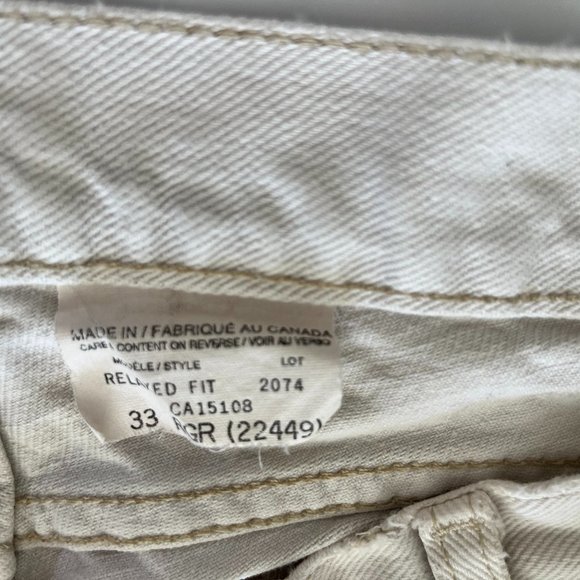 MADE IN / FABRIQUÉ AU CANADA
CARE CONTENT ON REVERSE / VOIR AU VERSO
MODÈLE / STYLE LOT
RELAXED FIT 2074
CA15108
33 RGR (22449)